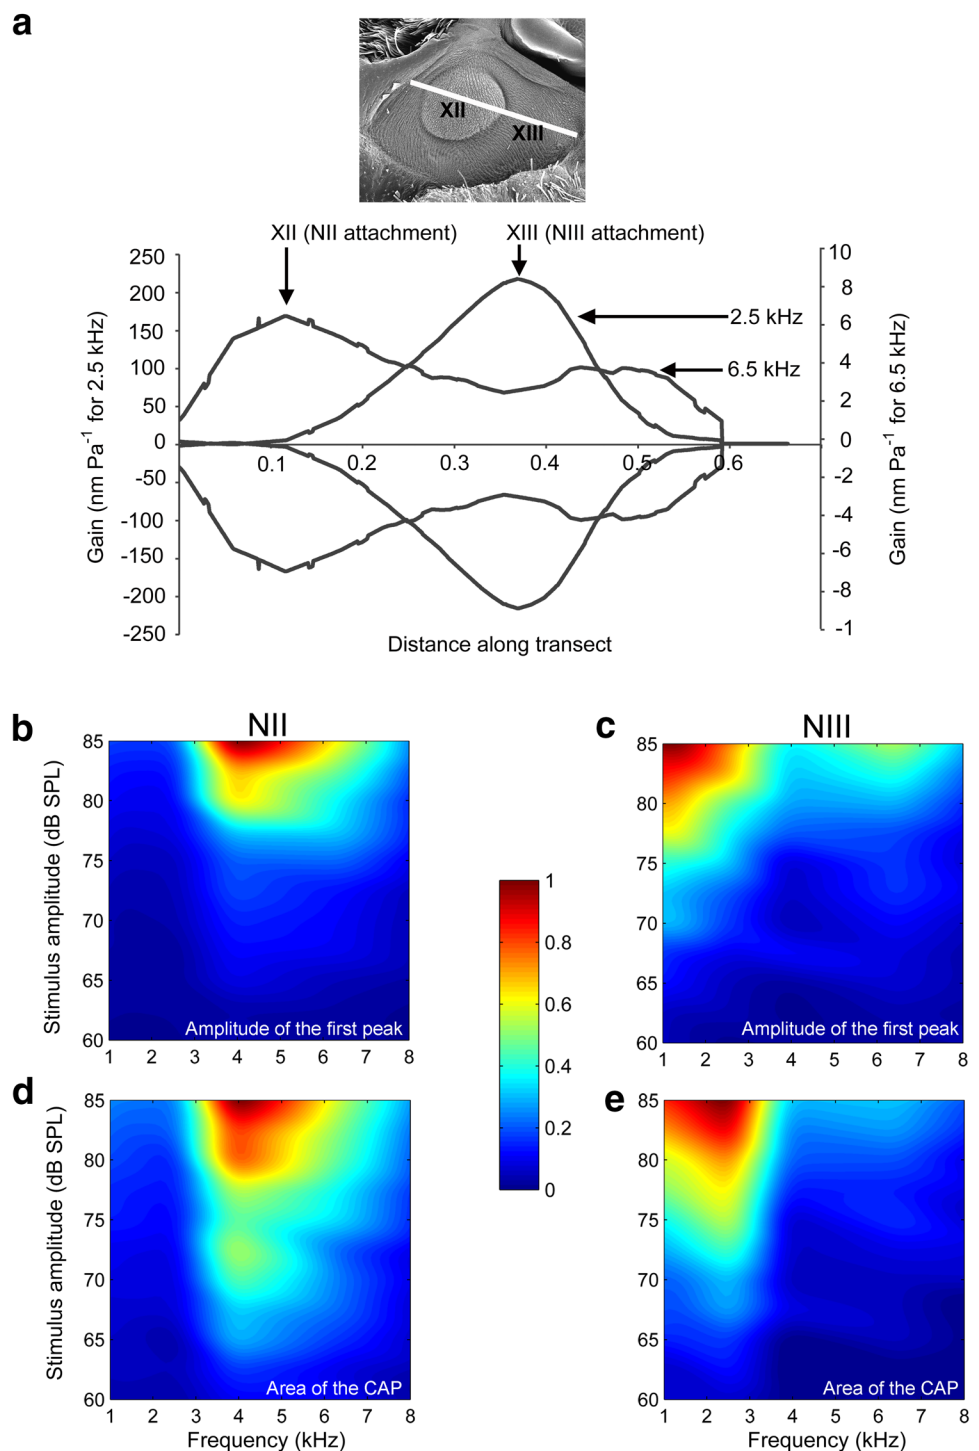 a
XII
XIII
XII (NII attachment)
XIII (NIII attachment)
250
200
150
100
50
0
-50
-100
-150
-200
-250
Gain (nm Pa-1 for 2.5 kHz)
10
8
6
4
2
0
-2
-4
-6
-8
-1
Gain (nm Pa-1 for 6.5 kHz)
2.5 kHz
6.5 kHz
0.1
0.2
0.3
0.4
0.5
0.6
Distance along transect
b
NII
85
80
75
70
65
60
Stimulus amplitude (dB SPL)
Amplitude of the first peak
1 2 3 4 5 6 7 8
c
NIII
85
80
75
70
65
60
Amplitude of the first peak
1 2 3 4 5 6 7 8
1
0.8
0.6
0.4
0.2
0
d
85
80
75
70
65
60
Stimulus amplitude (dB SPL)
Area of the CAP
1 2 3 4 5 6 7 8
Frequency (kHz)
e
85
80
75
70
65
60
Area of the CAP
1 2 3 4 5 6 7 8
Frequency (kHz)